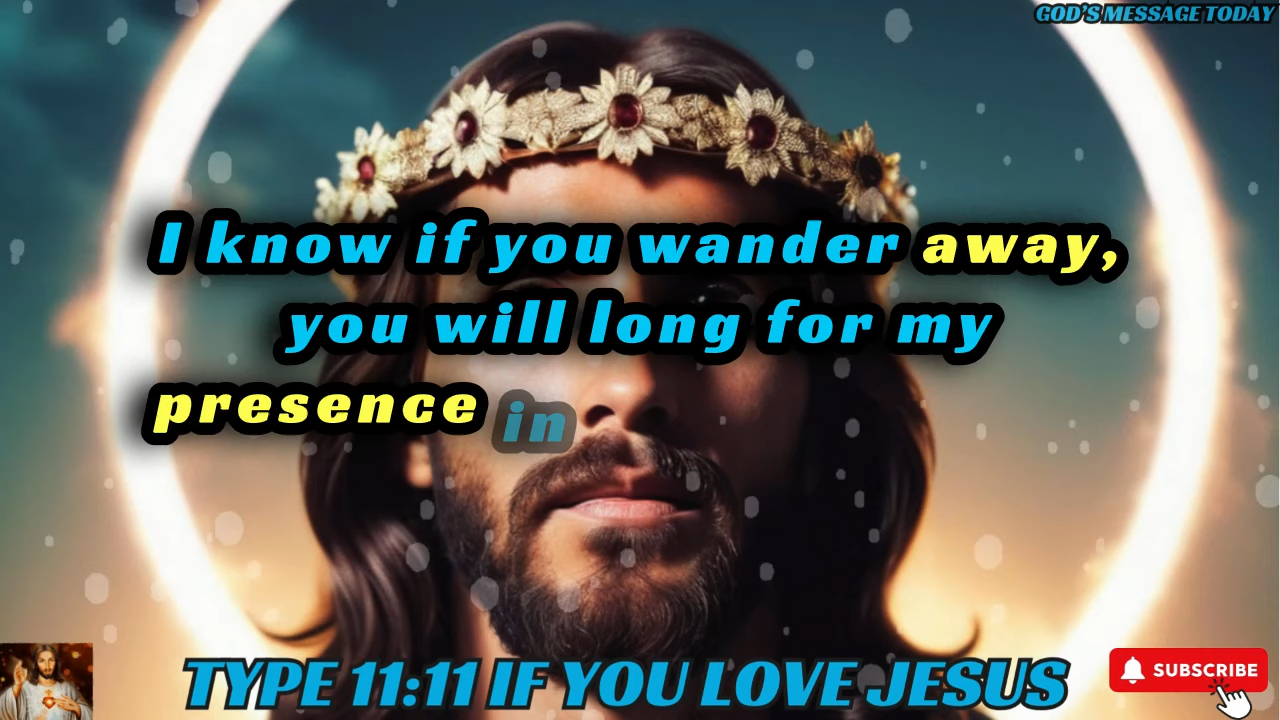 GOD'S MESSAGE TODAY
I know if you wander away,
you will long for my
presence in
TYPE 11:11 IF YOU LOVE JESUS
SUBSCRIBE